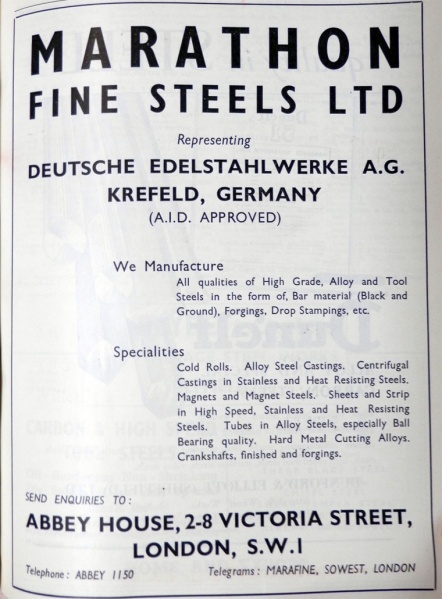 MARATHON
FINE STEELS LTD
Representing
DEUTSCHE EDELSTAHLWERKE A.G.
KREFELD, GERMANY
(A.I.D. APPROVED)
We Manufacture
All qualities of High Grade, Alloy and Tool
Steels in the form of, Bar material (Black and
Ground), Forgings, Drop Stampings, etc.
Specialities
Cold Rolls. Alloy Steel Castings. Centrifugal
Castings in Stainless and Heat Resisting Steels.
Magnets and Magnet Steels. Sheets and Strip
in High Speed, Stainless and Heat Resisting
Steels. Tubes in Alloy Steels, especially Ball
Bearing quality. Hard Metal Cutting Alloys.
Crankshafts, finished and forgings.
SEND ENQUIRIES TO:
ABBEY HOUSE, 2-8 VICTORIA STREET,
LONDON, S.W.1
Telephone: ABBEY 1150 Telegrams: MARAFINE, SOWEST, LONDON